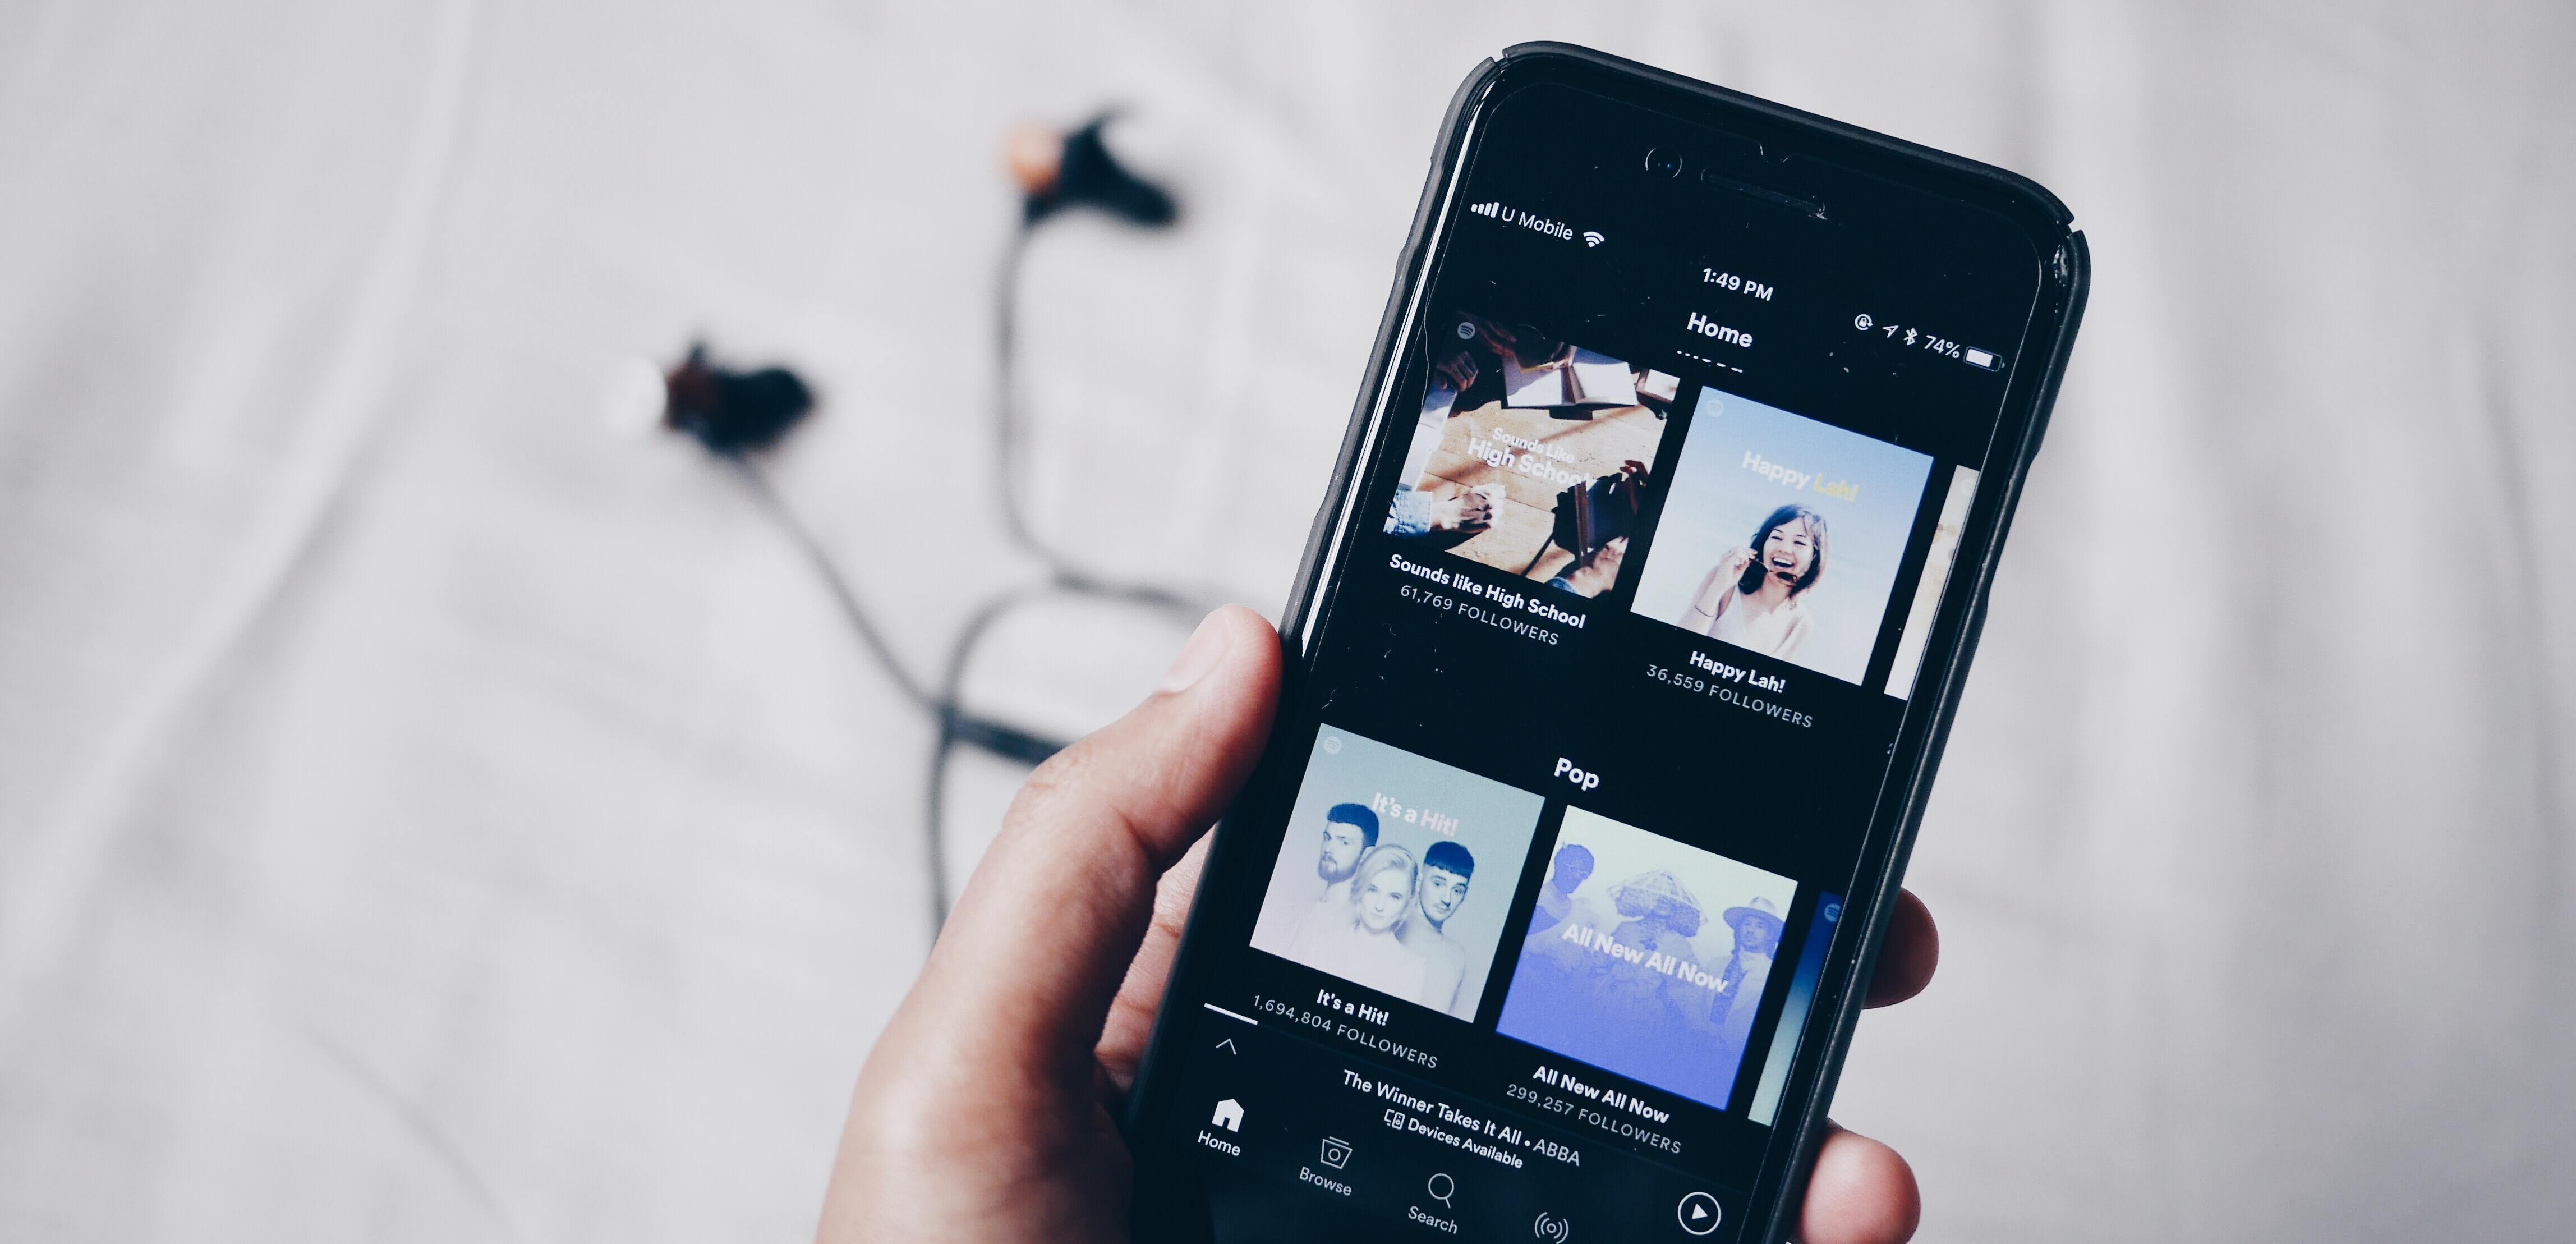 U Mobile
1:49 PM
74%
Home
Sounds Like
High School
Happy Lah!
Sounds like High School
61,769 FOLLOWERS
Happy Lah!
36,559 FOLLOWERS
Pop
It's a Hit!
All New All Now
It's a Hit!
1,694,804 FOLLOWERS
All New All Now
299,257 FOLLOWERS
The Winner Takes It All • ABBA
Devices Available
Home
Browse
Search